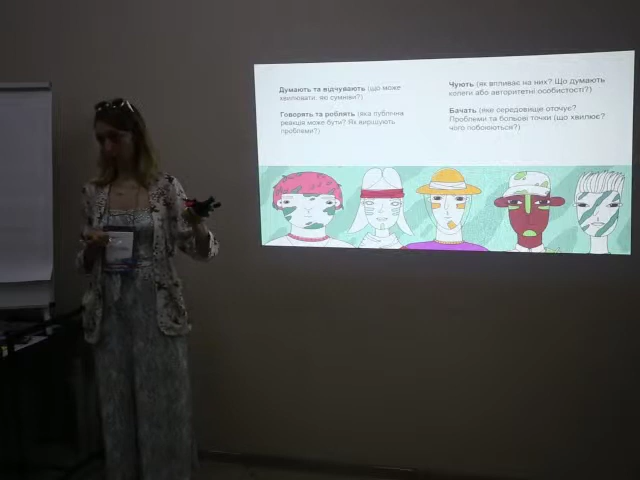 Думають та відчувають (що може
хвилювати, які сумніви?)
Говорять та роблять (яка публічна
реакція може бути? Як вирішують
проблеми?)
Чують (як впливає на них? Що думають
колеги або авторитетні особистості?)
Бачать (яке середовище оточує?
Проблеми та больові точки (що хвилює?
чого побоюються?)